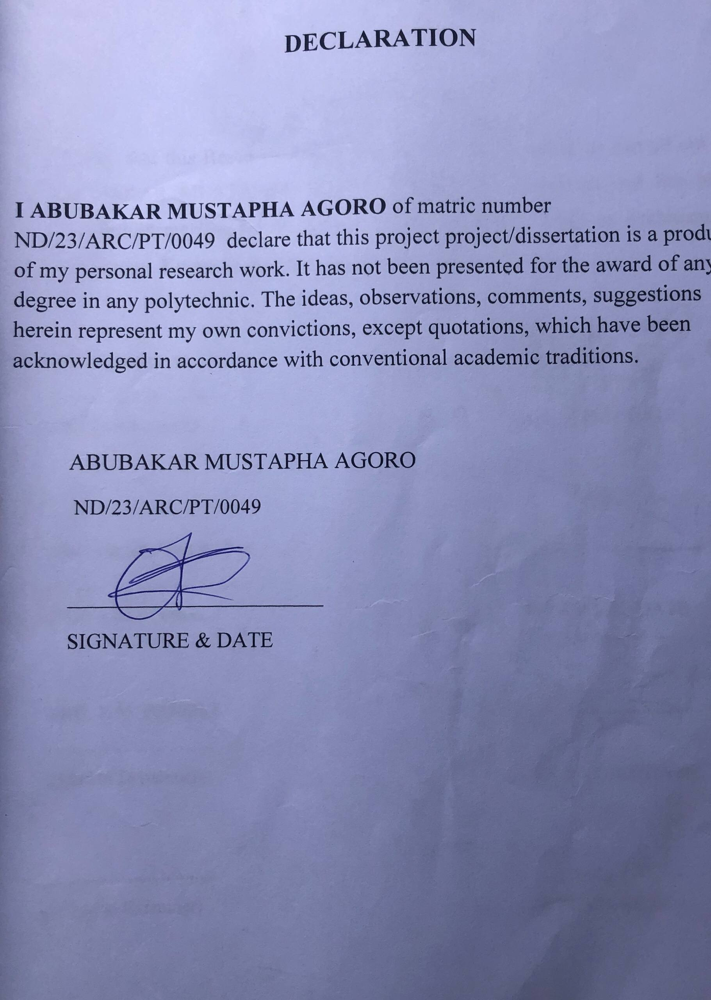 DECLARATION
I ABUBAKAR MUSTAPHA AGORO of matric number
ND/23/ARC/PT/0049 declare that this project project/dissertation is a produ
of my personal research work. It has not been presented for the award of any
degree in any polytechnic. The ideas, observations, comments, suggestions
herein represent my own convictions, except quotations, which have been
acknowledged in accordance with conventional academic traditions.
ABUBAKAR MUSTAPHA AGORO
ND/23/ARC/PT/0049
SIGNATURE & DATE